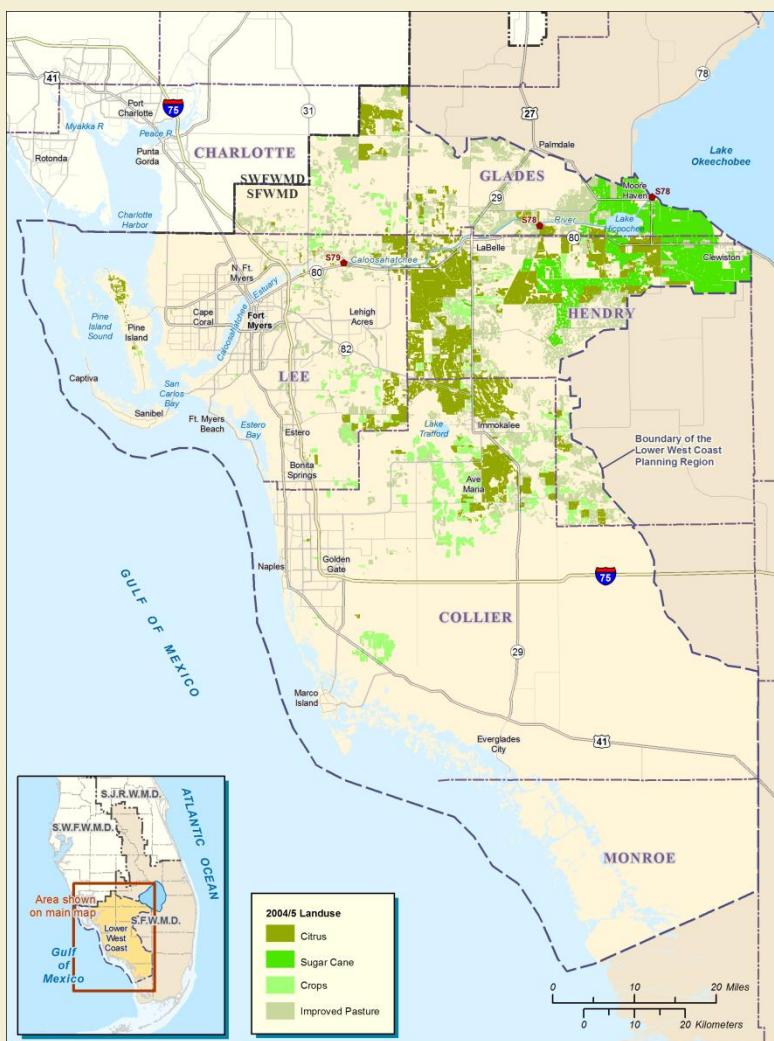 41
Port
Charlotte
75
31
78
27
Myakka R
Peace R.
Palmdale
Lake
Okeechobee
Rotonda
Punta
Gorda
CHARLOTTE
SWFWMD
SFWMD
GLADES
29
Moore
Haven
S78
Charlotte
Harbor
S78
River
Lake
Hicpochee
80
LaBelle
S79
Caloosahatchee
80
Clewiston
N. Ft.
Myers
Estuary
Cape
Coral
Caloosahatchee
Fort
Myers
Lehigh
Acres
HENDRY
Pine
Island
Sound
Pine
Island
82
LEE
Captiva
San
Carlos
Bay
Sanibel
Ft. Myers
Beach
Estero
Bay
Estero
Lake
Trafford
Immokalee
Boundary of the
Lower West Coast
Planning Region
Bonita
Springs
Ave
Maria
Naples
Golden
Gate
75
GULF OF MEXICO
COLLIER
29
Marco
Island
Everglades
City
41
MONROE
S.J.R.W.M.D.
S.W.F.W.M.D.
ATLANTIC OCEAN
Area shown
on main map
S.F.W.M.D.
Lower
West
Coast
Gulf
of
Mexico
2004/5 Landuse
Citrus
Sugar Cane
Crops
Improved Pasture
0 10 20 Miles
0 10 20 Kilometers